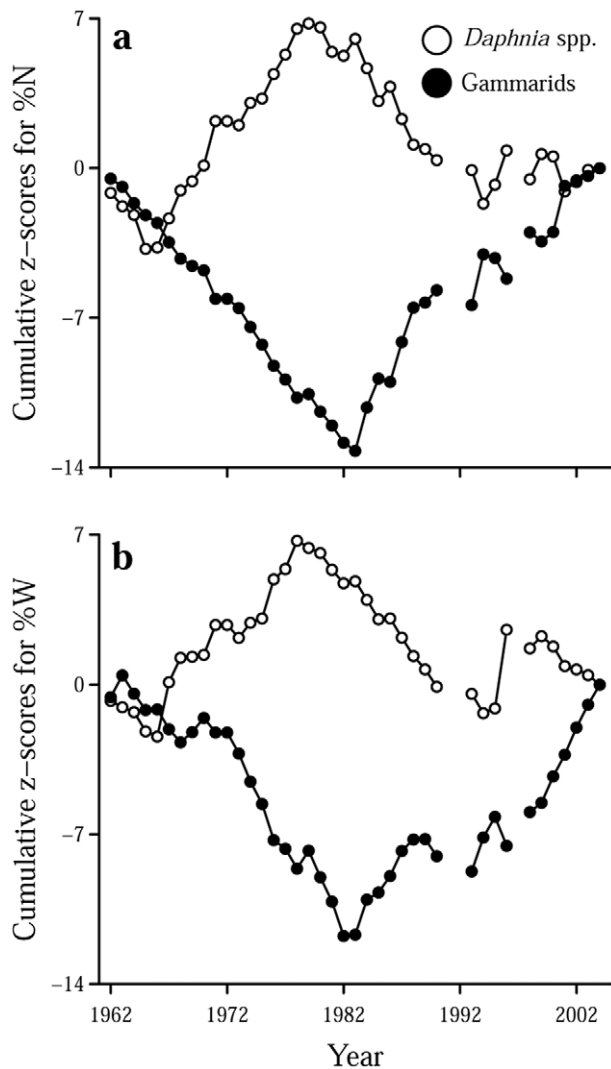 a
Daphnia spp.
Gammarids
Cumulative z–scores for %N
7
0
–7
–14
b
Cumulative z–scores for %W
7
0
–7
–14
1962 1972 1982 1992 2002
Year